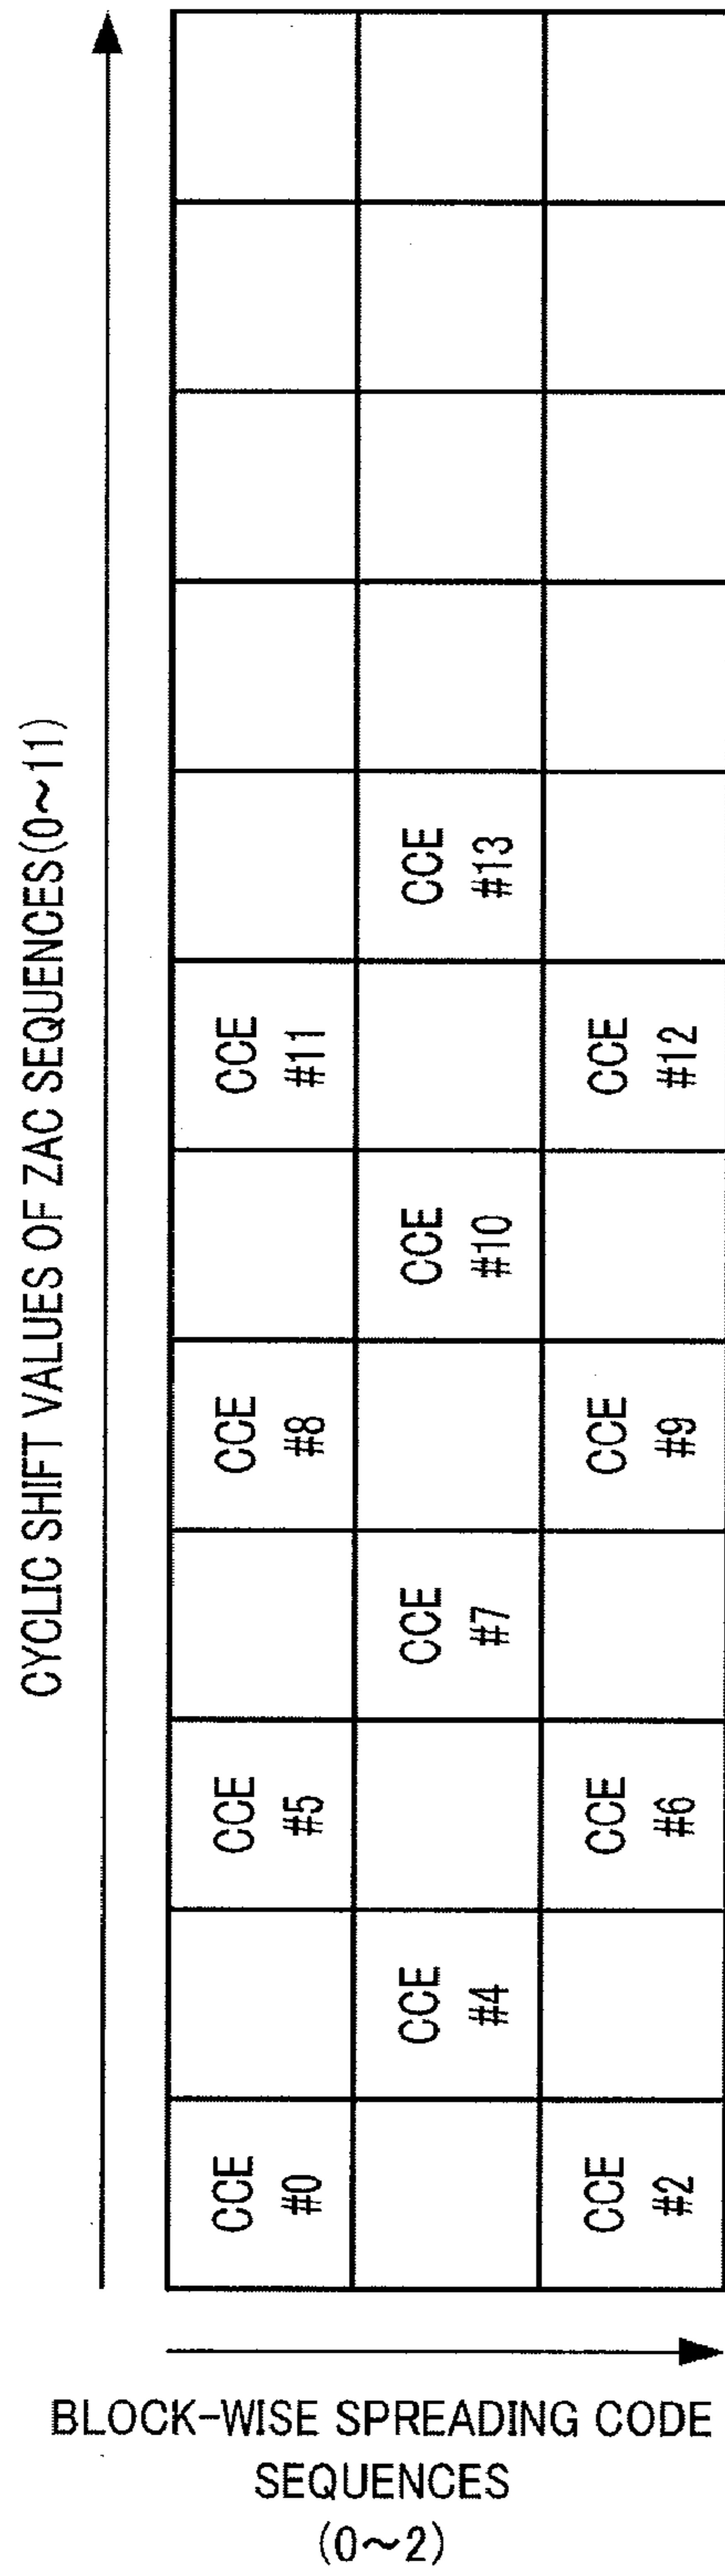 CYCLIC SHIFT VALUES OF ZAC SEQUENCES(0~11)
CCE
#0
CCE
#5
CCE
#8
CCE
#11
CCE
#4
CCE
#7
CCE
#10
CCE
#13
CCE
#2
CCE
#6
CCE
#9
CCE
#12
BLOCK-WISE SPREADING CODE
SEQUENCES
(0~2)